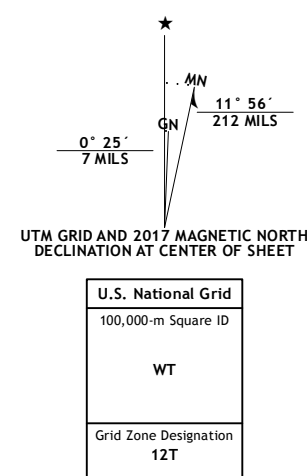 MN
GN
11° 56´
212 MILS
0° 25´
7 MILS
UTM GRID AND 2017 MAGNETIC NORTH
DECLINATION AT CENTER OF SHEET
U.S. National Grid
100,000-m Square ID
WT
Grid Zone Designation
12T